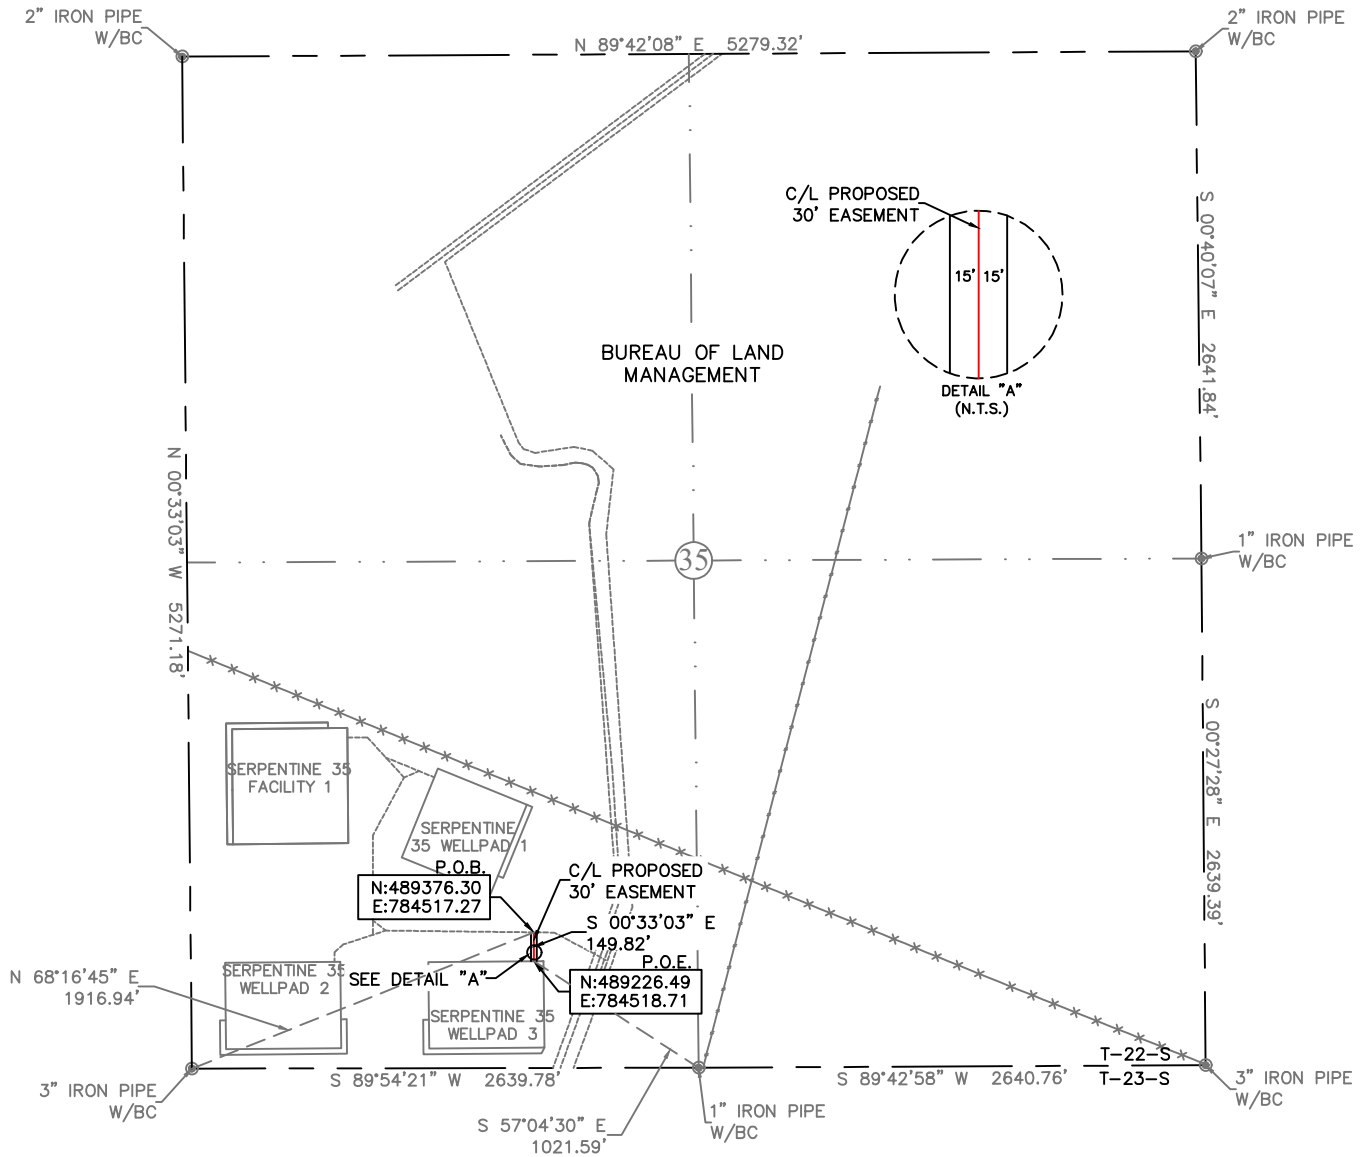 2" IRON PIPE
W/BC
N 89°42'08" E 5279.32'
2" IRON PIPE
W/BC
C/L PROPOSED
30' EASEMENT
15' 15'
DETAIL "A"
(N.T.S.)
S 00°40'07" E 2641.84'
BUREAU OF LAND
MANAGEMENT
N 00°33'03" W 5271.18'
35
1" IRON PIPE
W/BC
S 00°27'28" E 2639.39'
SERPENTINE 35
FACILITY 1
SERPENTINE
35 WELLPAD 1
P.O.B.
N:489376.30
E:784517.27
C/L PROPOSED
30' EASEMENT
S 00°33'03" E
149.82'
P.O.E.
N:489226.49
E:784518.71
SEE DETAIL "A"
SERPENTINE 35
WELLPAD 2
N 68°16'45" E
1916.94'
SERPENTINE 35
WELLPAD 3
T-22-S
T-23-S
S 89°54'21" W 2639.78'
S 89°42'58" W 2640.76'
3" IRON PIPE
W/BC
3" IRON PIPE
W/BC
1" IRON PIPE
W/BC
S 57°04'30" E
1021.59'